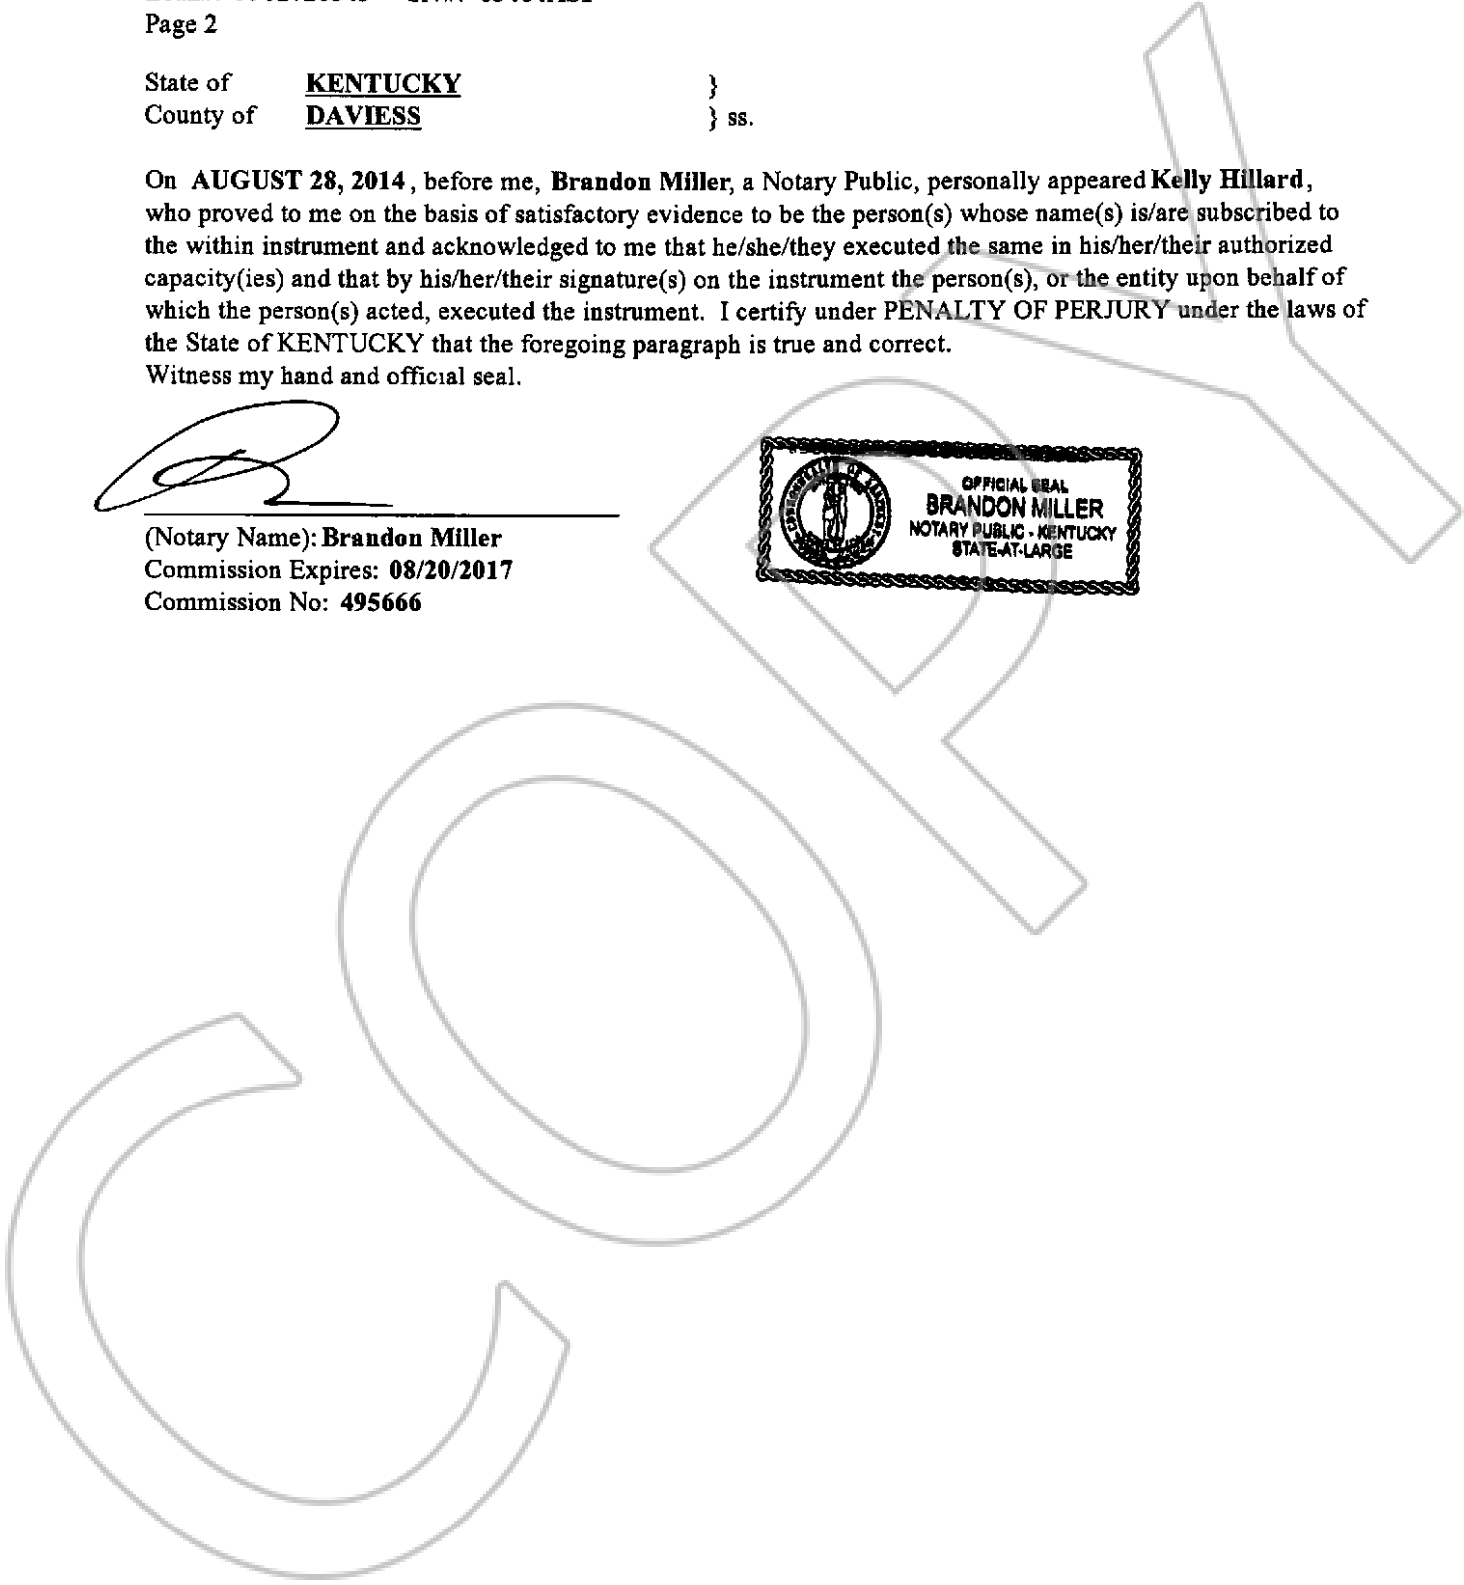 Page 2
State of KENTUCKY }
County of DAVIESS } ss.
On AUGUST 28, 2014, before me, Brandon Miller, a Notary Public, personally appeared Kelly Hillard,
who proved to me on the basis of satisfactory evidence to be the person(s) whose name(s) is/are subscribed to
the within instrument and acknowledged to me that he/she/they executed the same in his/her/their authorized
capacity(ies) and that by his/her/their signature(s) on the instrument the person(s), or the entity upon behalf of
which the person(s) acted, executed the instrument. I certify under PENALTY OF PERJURY under the laws of
the State of KENTUCKY that the foregoing paragraph is true and correct.
Witness my hand and official seal.
OFFICIAL SEAL
BRANDON MILLER
NOTARY PUBLIC - KENTUCKY
STATE-AT-LARGE
(Notary Name): Brandon Miller
Commission Expires: 08/20/2017
Commission No: 495666
COPY